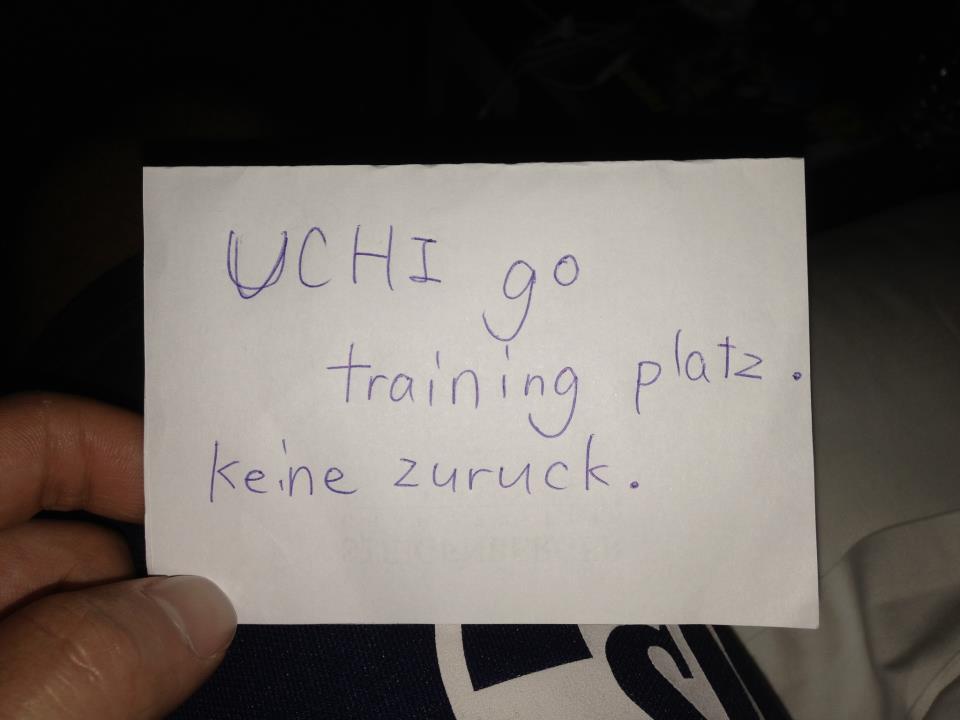 UCHI go
training platz.
keine zuruck.